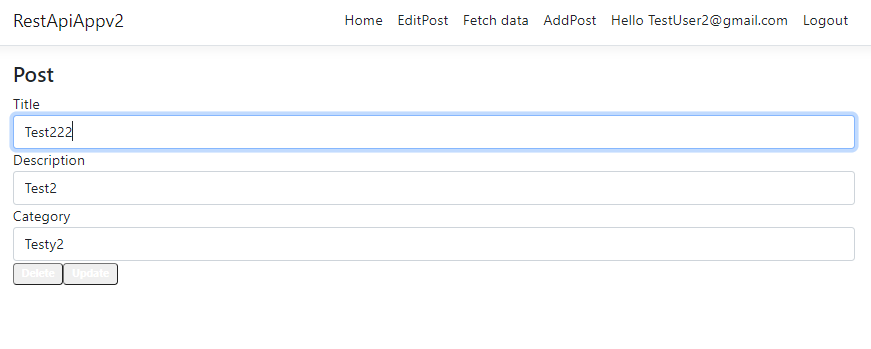 RestApiAppv2 Home EditPost Fetch data AddPost Hello TestUser2@gmail.com Logout
Post
Title
Test222
Description
Test2
Category
Testy2
Delete Update